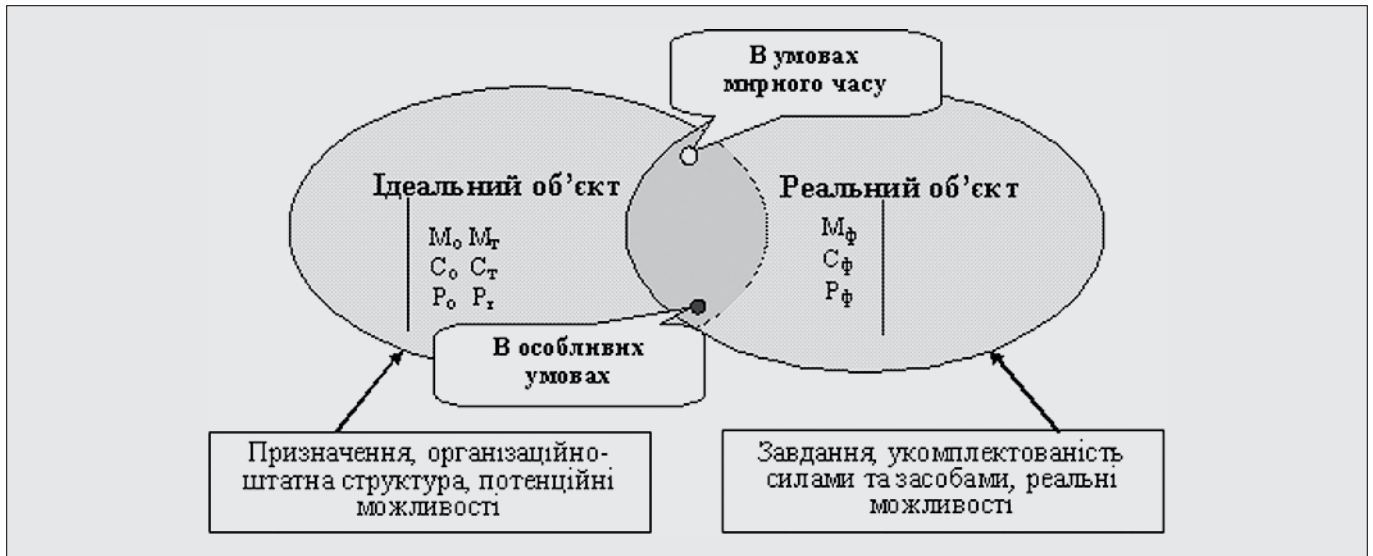 В умовах
мирного часу
Ідеальний об’єкт
Реальний об’єкт
Мо Мт
Со Ст
Ро Рт
Мф
Сф
Рф
В особливих
умовах
Призначення, організаційно-
штатна структура, потенційні
можливості
Завдання, укомплектованість
силами та засобами, реальні
можливості